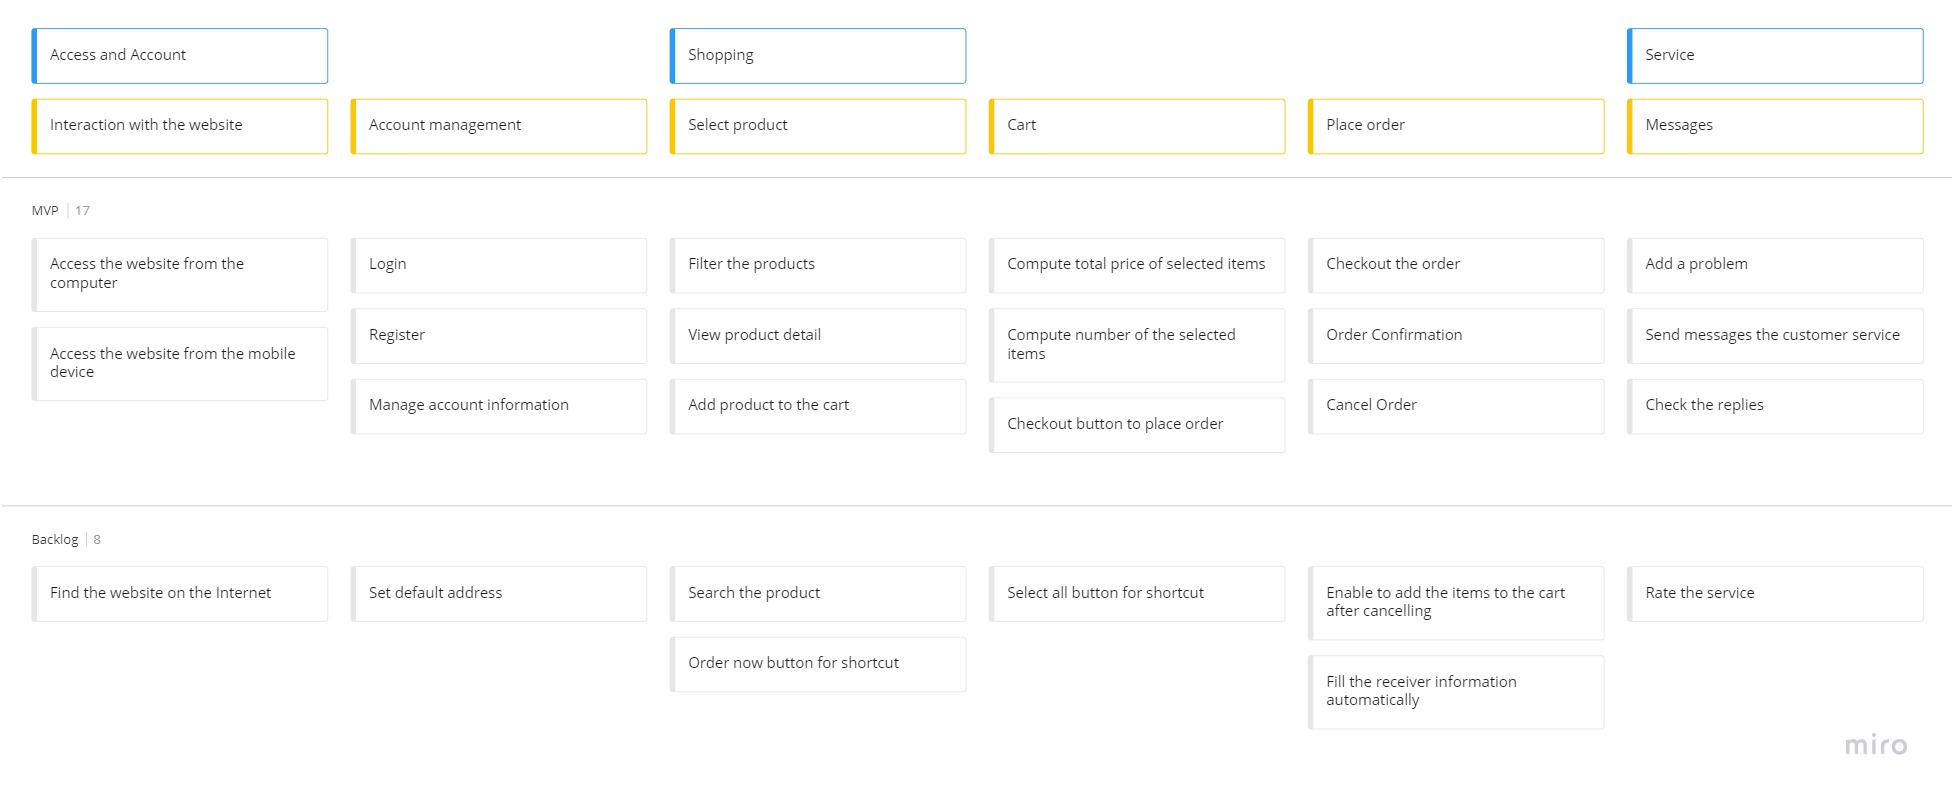 Access and Account
Shopping
Service
Interaction with the website
Account management
Select product
Cart
Place order
Messages
MVP | 17
Access the website from the
computer
Access the website from the mobile
device
Login
Register
Manage account information
Filter the products
View product detail
Add product to the cart
Compute total price of selected items
Compute number of the selected
items
Checkout button to place order
Checkout the order
Order Confirmation
Cancel Order
Add a problem
Send messages the customer service
Check the replies
Backlog | 8
Find the website on the Internet
Set default address
Search the product
Order now button for shortcut
Select all button for shortcut
Enable to add the items to the cart
after cancelling
Fill the receiver information
automatically
Rate the service
miro